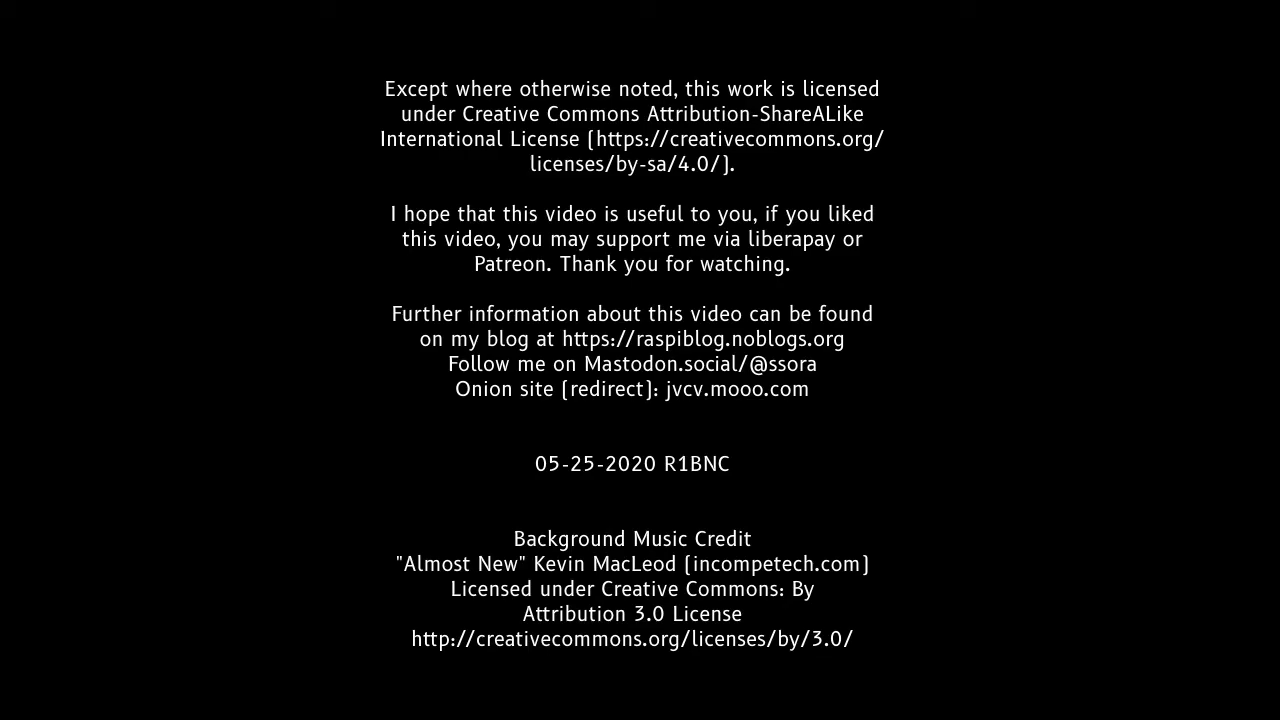 Except where otherwise noted, this work is licensed
under Creative Commons Attribution-ShareALike
International License (https://creativecommons.org/
licenses/by-sa/4.0/).
I hope that this video is useful to you, if you liked
this video, you may support me via liberapay or
Patreon. Thank you for watching.
Further information about this video can be found
on my blog at https://raspiblog.noblogs.org
Follow me on Mastodon.social/@ssora
Onion site (redirect): jvcv.mooo.com
05-25-2020 R1BNC
Background Music Credit
"Almost New" Kevin MacLeod (incompetech.com)
Licensed under Creative Commons: By
Attribution 3.0 License
http://creativecommons.org/licenses/by/3.0/